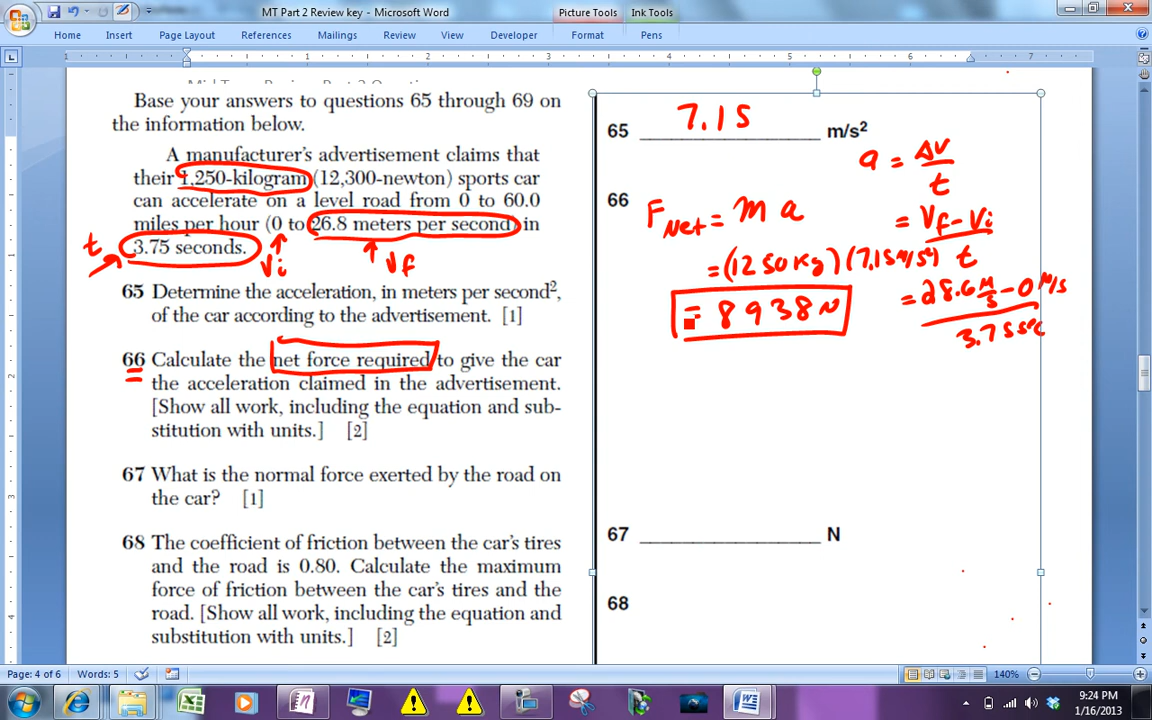 MT Part 2 Review key - Microsoft Word
Picture Tools
Ink Tools
Home Insert Page Layout References Mailings Review View Developer Format Pens
Base your answers to questions 65 through 69 on
the information below.
A manufacturer's advertisement claims that
their 1,250-kilogram (12,300-newton) sports car
can accelerate on a level road from 0 to 60.0
miles per hour (0 to 26.8 meters per second) in
3.75 seconds.
t
Vi
Vf
65 Determine the acceleration, in meters per second²,
of the car according to the advertisement. [1]
66 Calculate the net force required to give the car
the acceleration claimed in the advertisement.
[Show all work, including the equation and sub-
stitution with units.] [2]
67 What is the normal force exerted by the road on
the car? [1]
68 The coefficient of friction between the car's tires
and the road is 0.80. Calculate the maximum
force of friction between the car's tires and the
road. [Show all work, including the equation and
substitution with units.] [2]
65 7.15 m/s²
a = ΔV/t
= Vf - Vi / t
= 28.6 m/s - 0 m/s / 3.75 sec
66
F Net = m a
= (1250 kg) (7.15 m/s²)
= 8938 N
67 N
68
Page: 4 of 6 Words: 5 140%
9:24 PM
1/16/2013